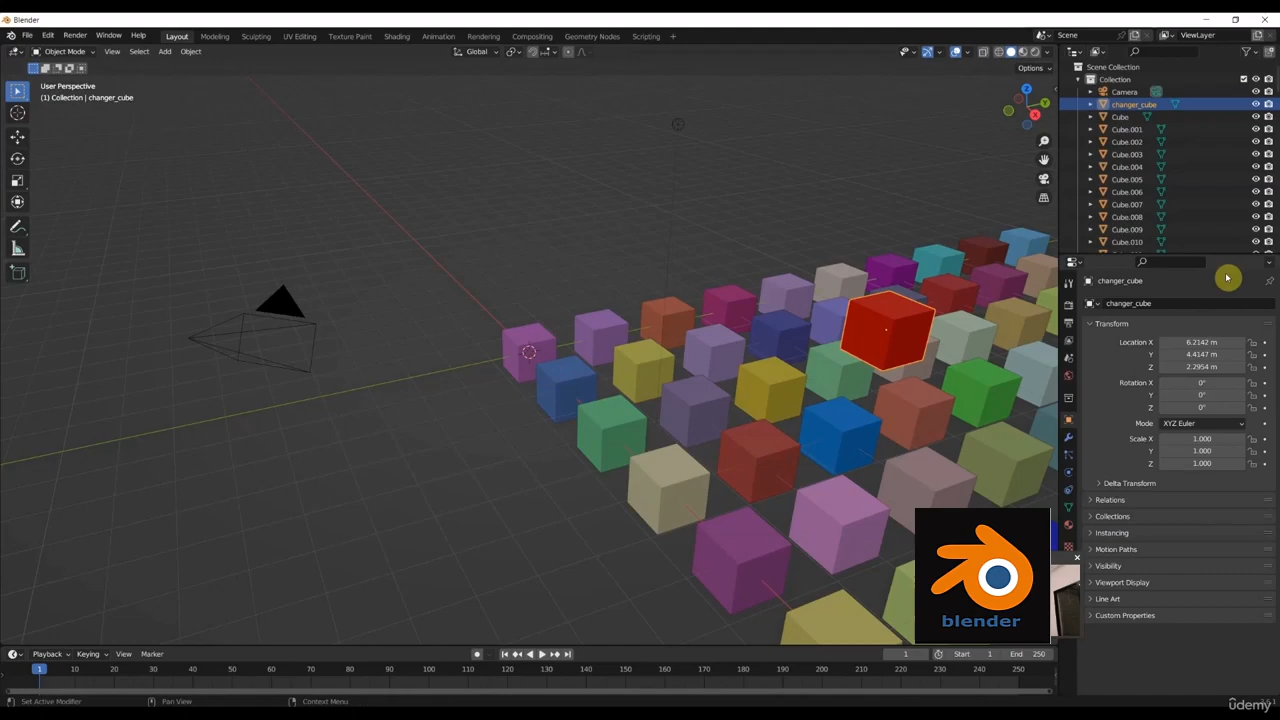 Blender
File Edit Render Window Help Layout Modeling Sculpting UV Editing Texture Paint Shading Animation Rendering Compositing Geometry Nodes Scripting + Scene ViewLayer
Object Mode View Select Add Object Global
Options
User Perspective
(1) Collection | changer_cube
Z
Y
X
Scene Collection
Collection
Camera
changer_cube
Cube
Cube.001
Cube.002
Cube.003
Cube.004
Cube.005
Cube.006
Cube.007
Cube.008
Cube.009
Cube.010
changer_cube
changer_cube
Transform
Location X 6.2142 m
Y 4.4147 m
Z 2.2954 m
Rotation X 0°
Y 0°
Z 0°
Mode XYZ Euler
Scale X 1.000
Y 1.000
Z 1.000
Delta Transform
Relations
Collections
Instancing
Motion Paths
Visibility
Viewport Display
Line Art
Custom Properties
blender
Playback Keying View Marker 1 Start 1 End 250
1 10 20 30 40 50 60 70 80 90 100 110 120 130 140 150 160 170 180 190 200 210 220 230 240 250
Set Active Modifier Pan View Context Menu
udemy